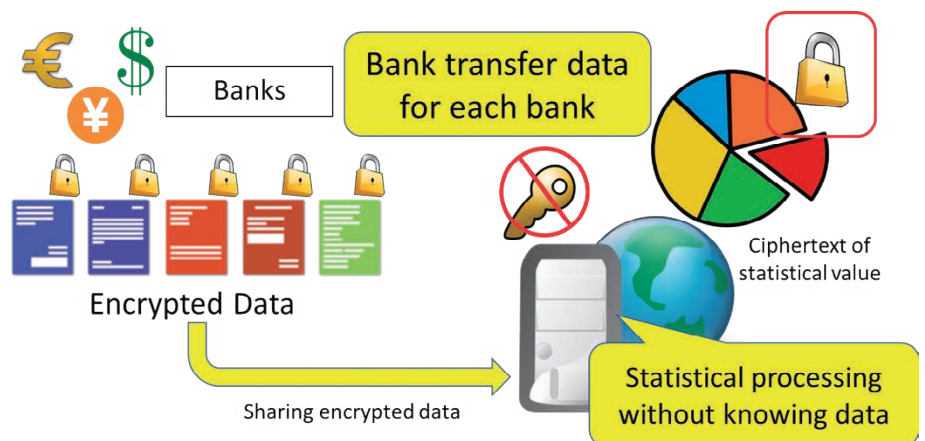 €
$
¥
Banks
Bank transfer data
for each bank
Encrypted Data
Ciphertext of
statistical value
Sharing encrypted data
Statistical processing
without knowing data